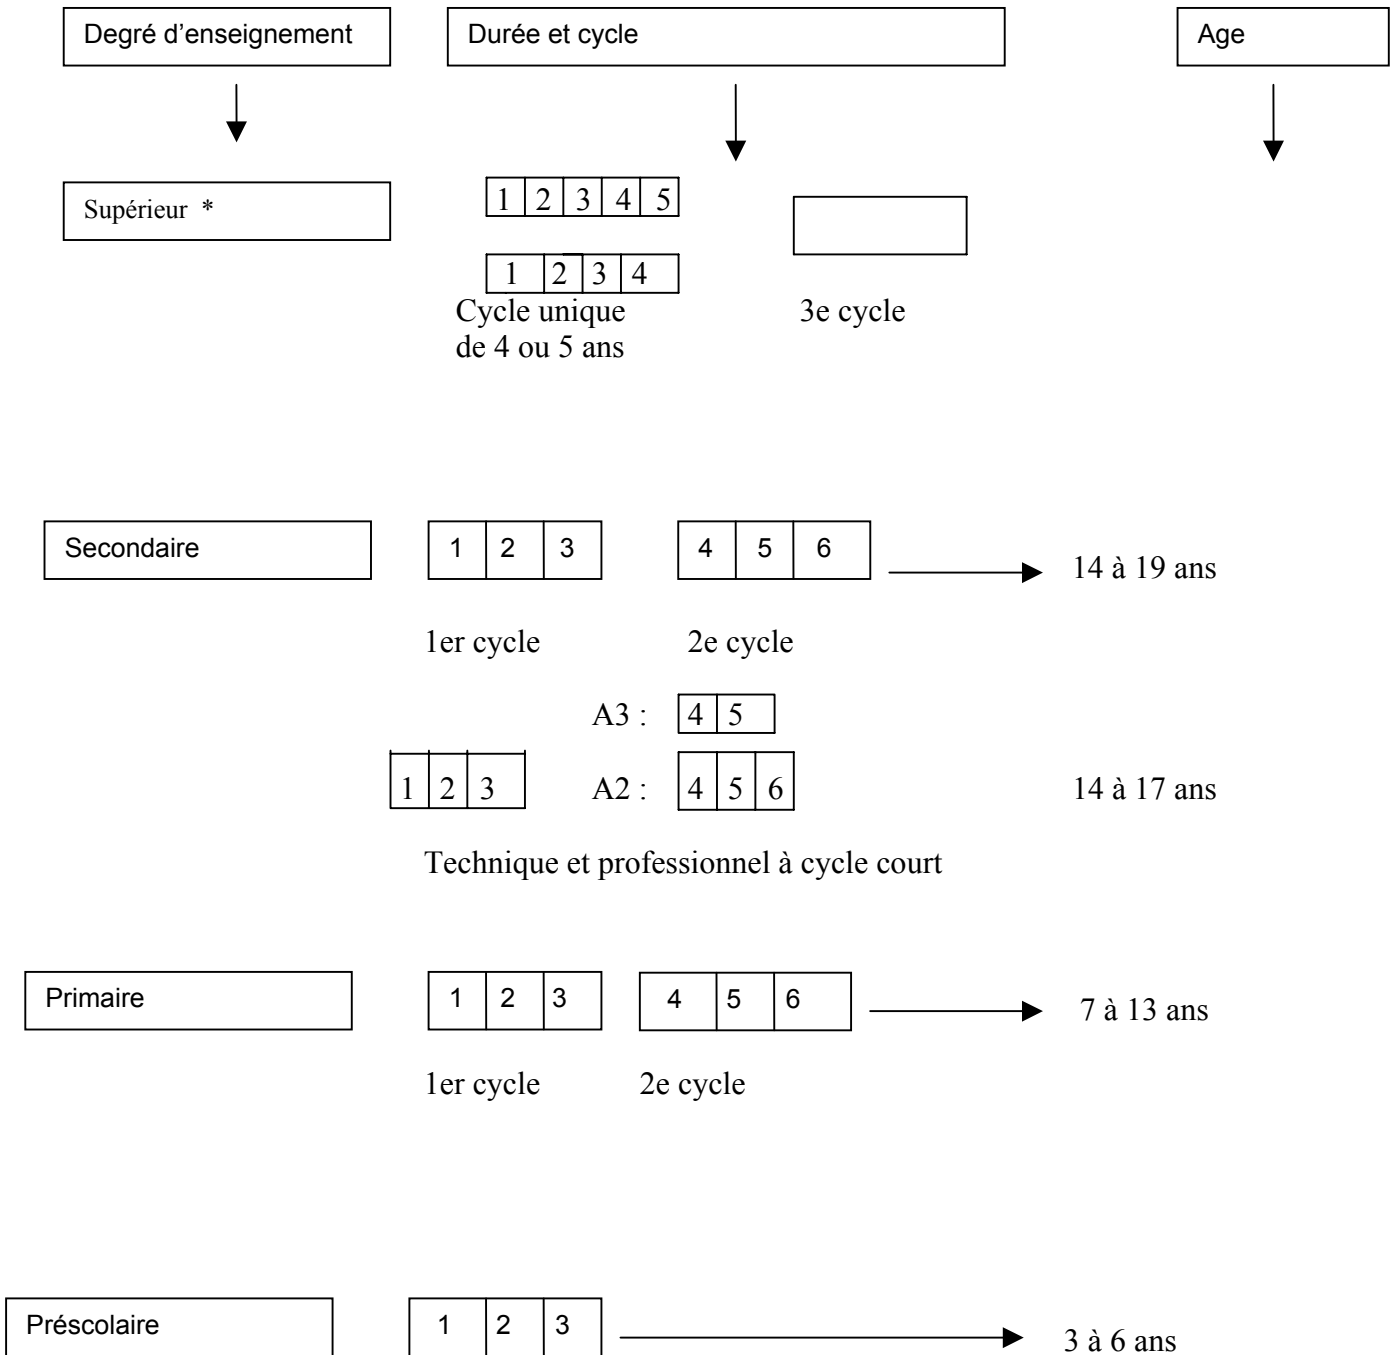 Degré d’enseignement Durée et cycle Age
Supérieur *
1 2 3 4 5
1 2 3 4
Cycle unique 3e cycle
de 4 ou 5 ans
Secondaire 1 2 3 4 5 6 14 à 19 ans
1er cycle 2e cycle
A3 : 4 5
1 2 3 A2 : 4 5 6 14 à 17 ans
Technique et professionnel à cycle court
Primaire 1 2 3 4 5 6 7 à 13 ans
1er cycle 2e cycle
Préscolaire 1 2 3 3 à 6 ans